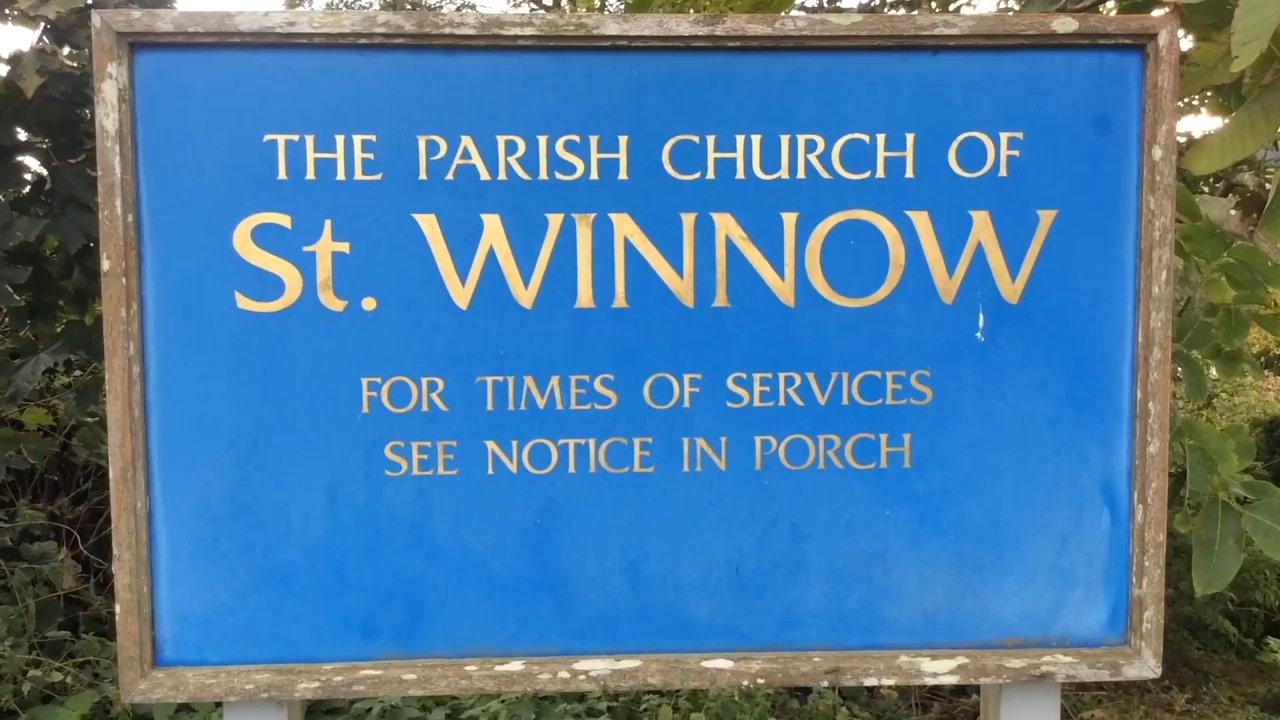 THE PARISH CHURCH OF
St. WINNOW
FOR TIMES OF SERVICES
SEE NOTICE IN PORCH